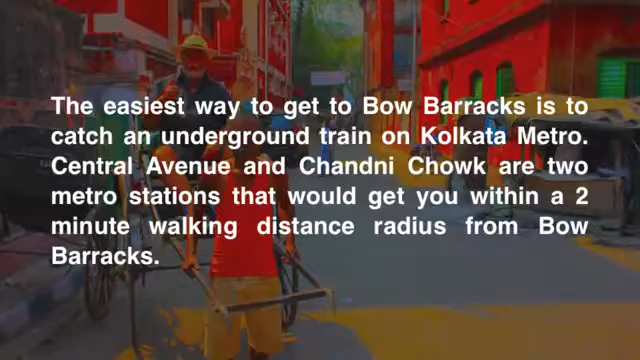 The easiest way to get to Bow Barracks is to
catch an underground train on Kolkata Metro.
Central Avenue and Chandni Chowk are two
metro stations that would get you within a 2
minute walking distance radius from Bow
Barracks.